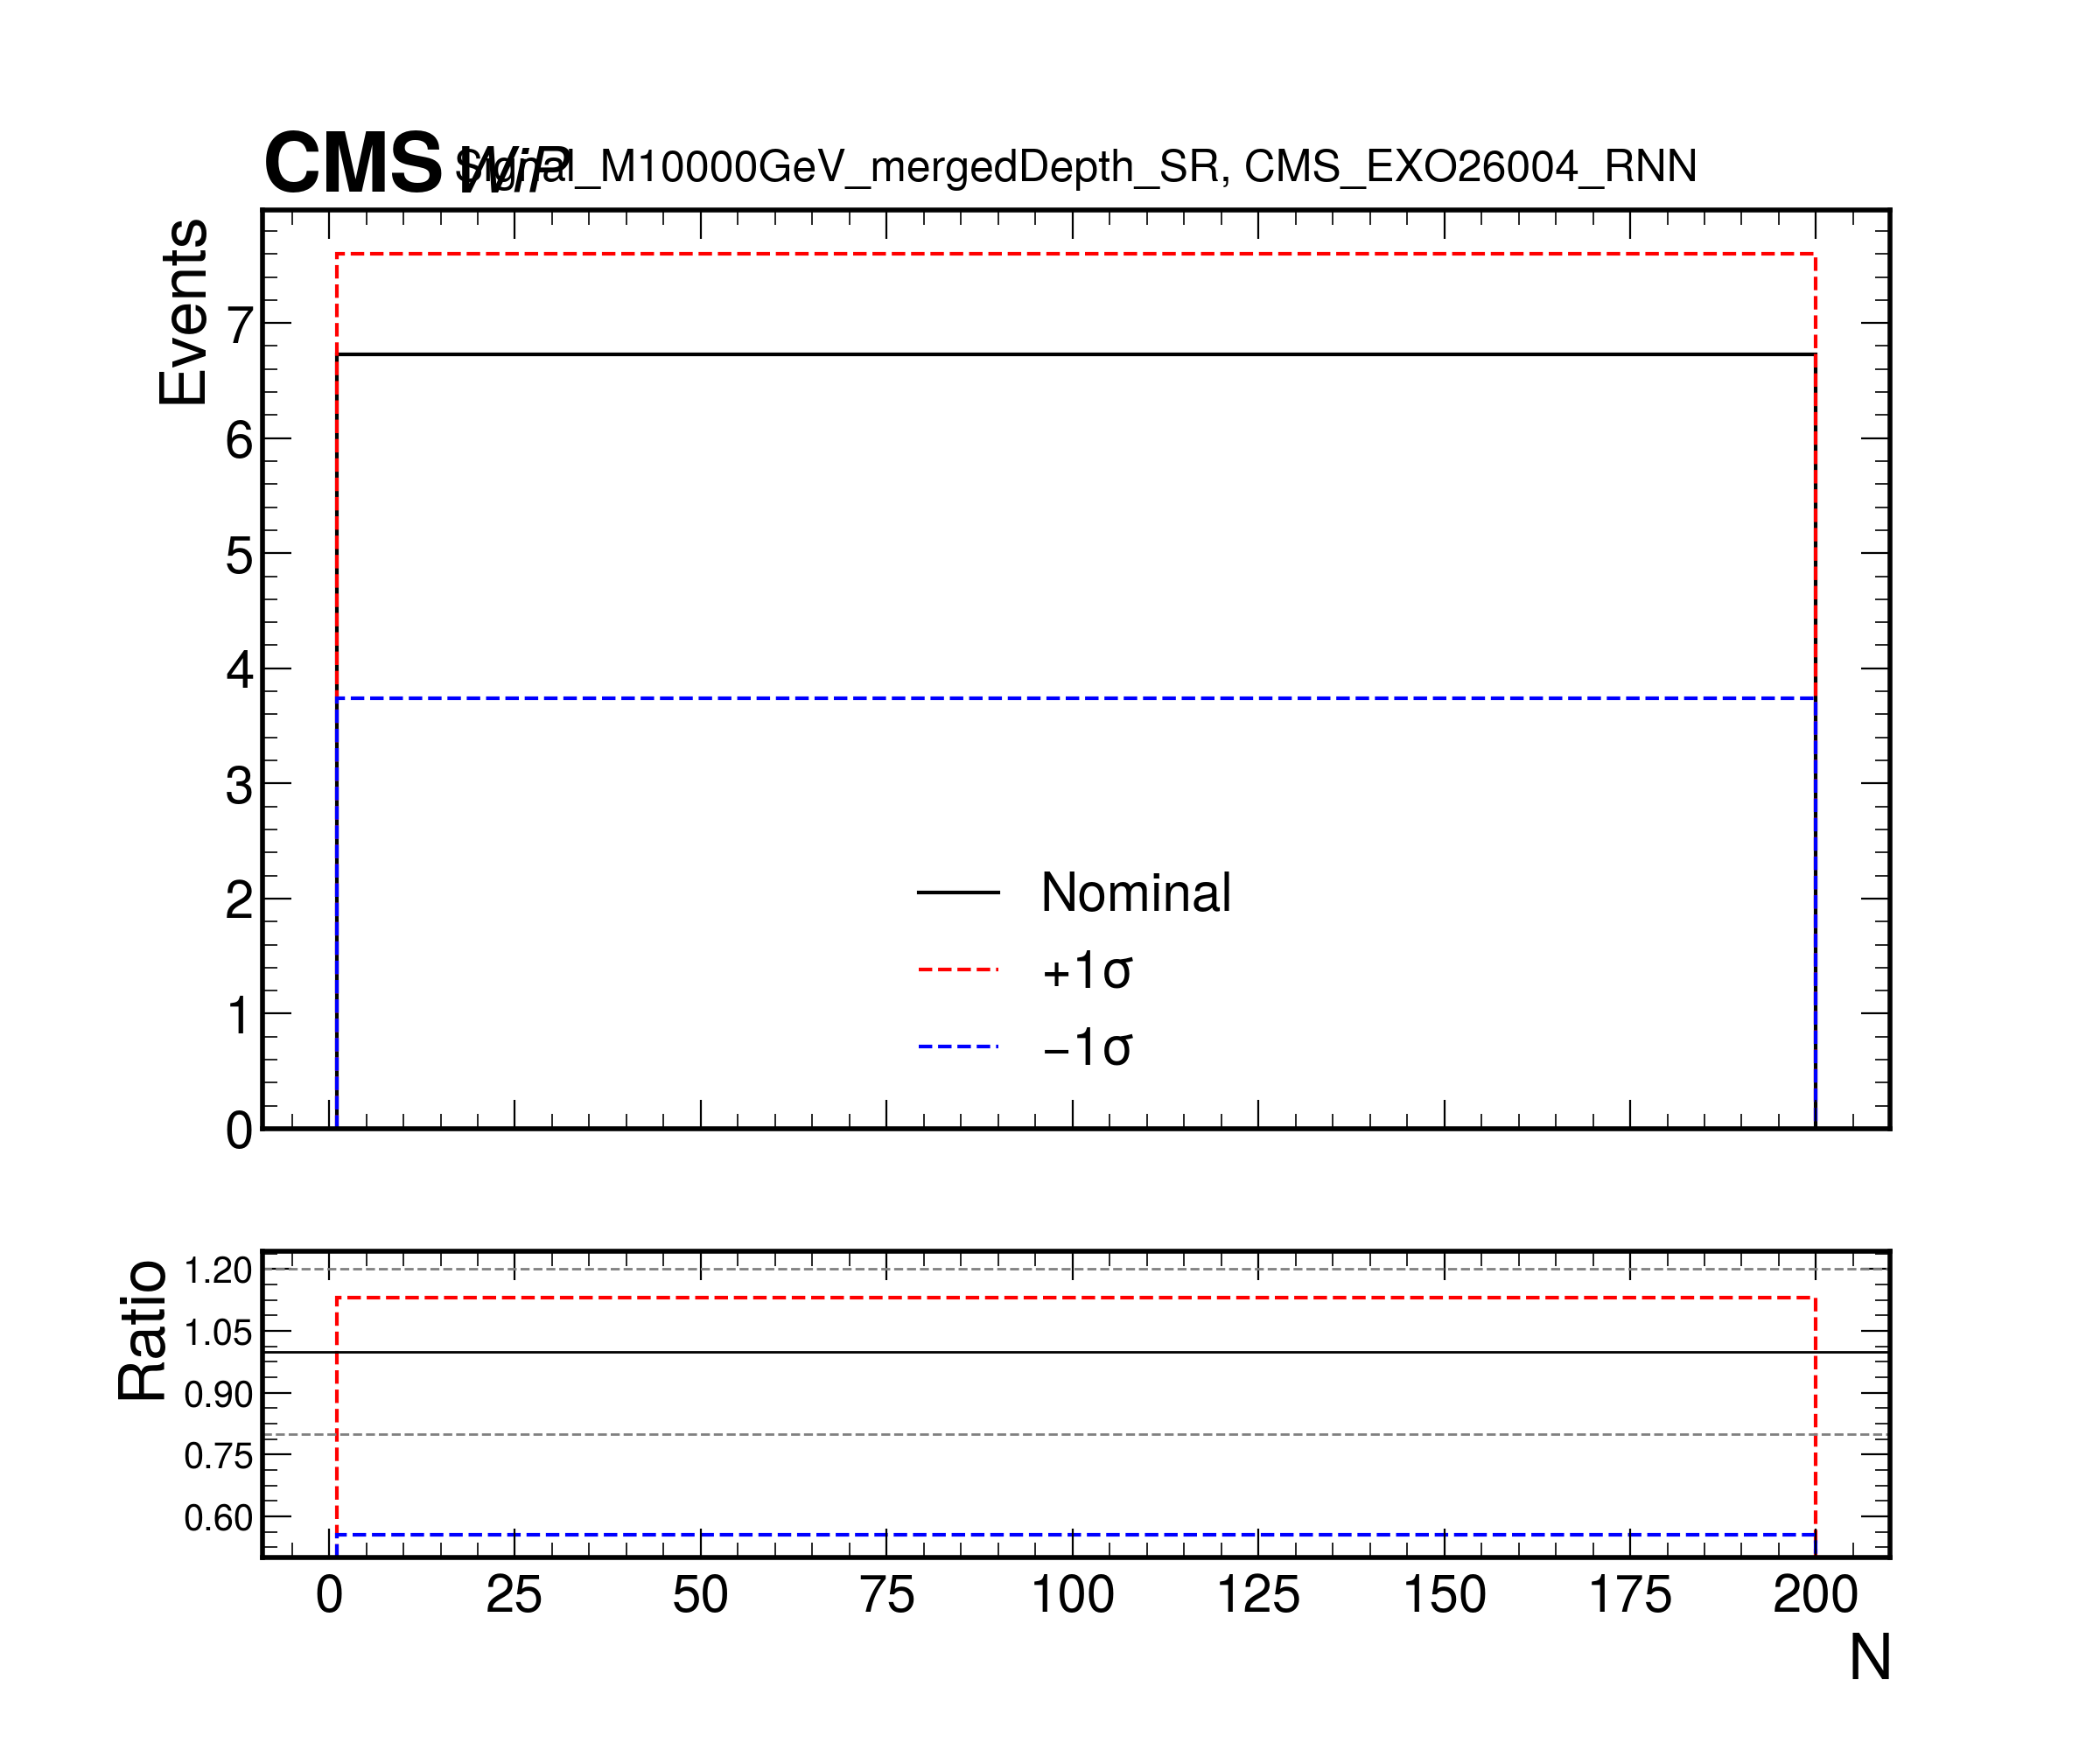 CMS WiP Signal_M10000GeV_mergedDepth_SR, CMS_EXO26004_RNN
Events
7
6
5
4
3
2
1
0
Nominal
+1σ
−1σ
Ratio
1.20
1.05
0.90
0.75
0.60
0 25 50 75 100 125 150 175 200
N